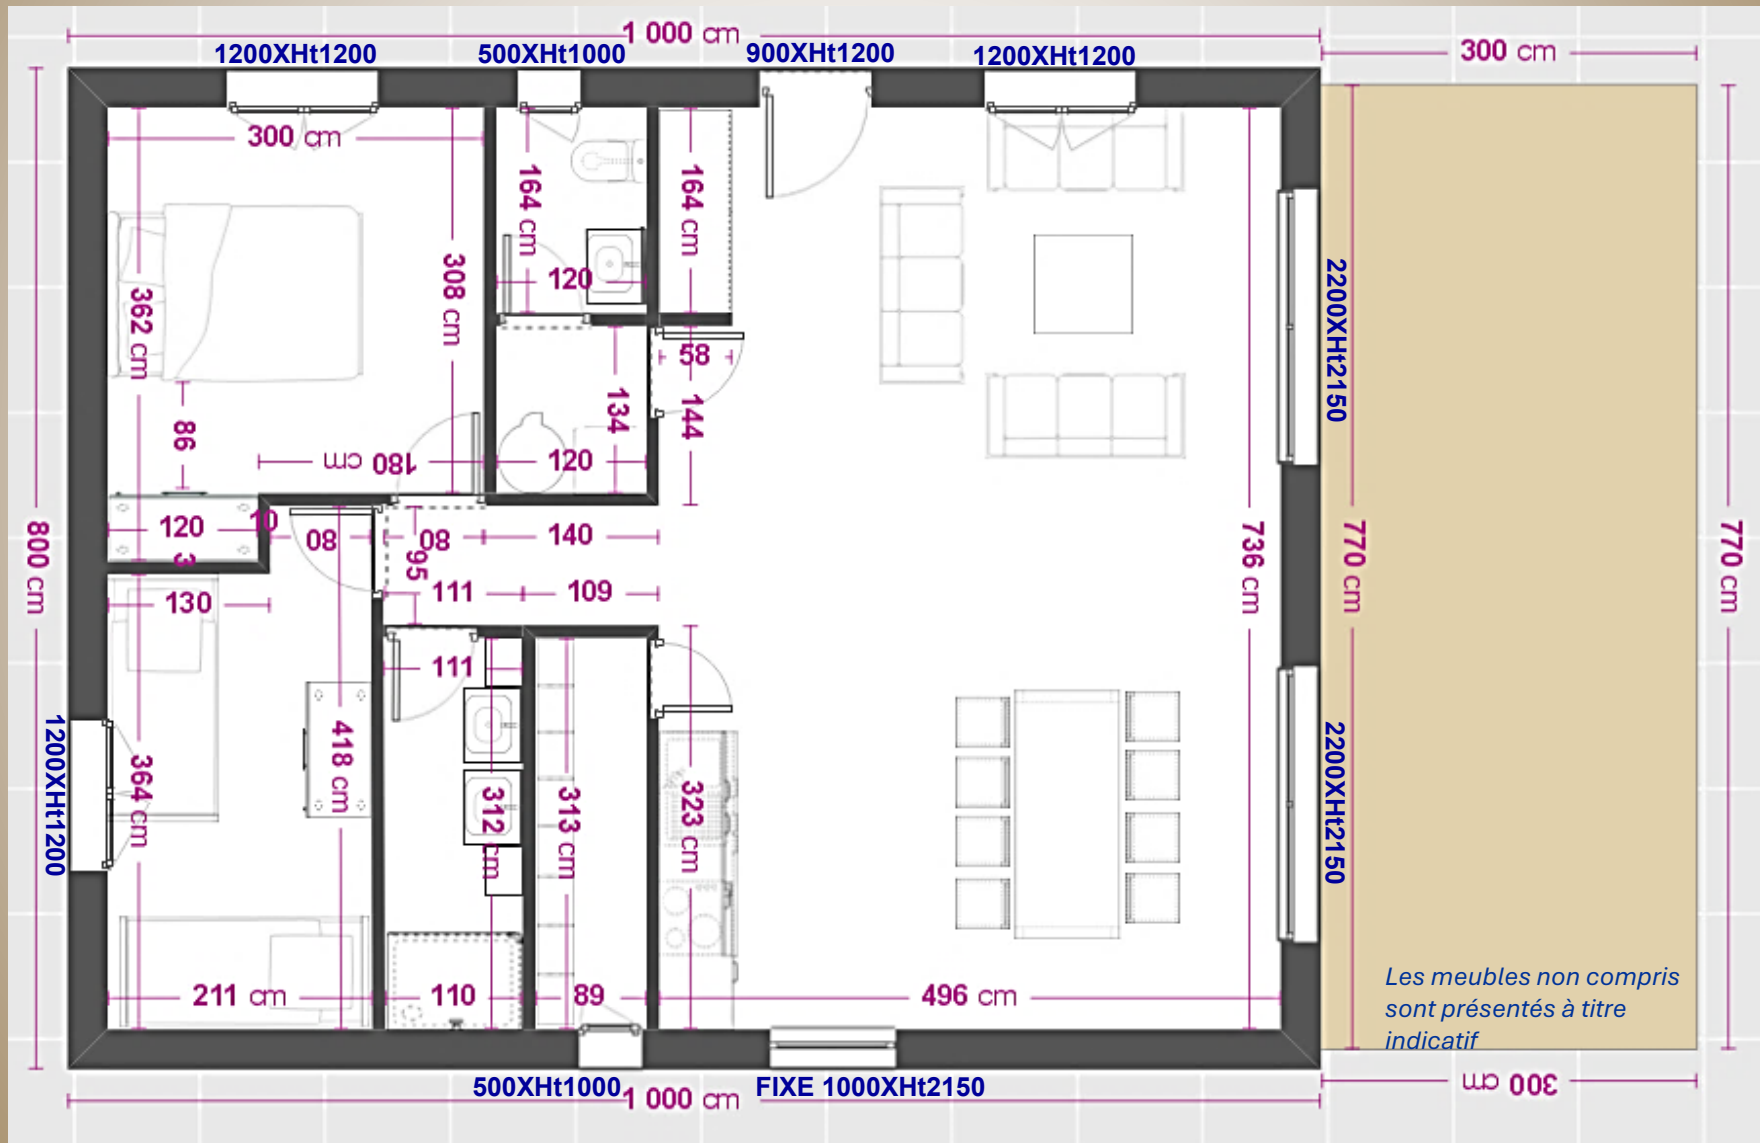 1 000 cm
1200XHt1200
500XHt1000
900XHt1200
1200XHt1200
300 cm
300 cm
164 cm
164 cm
120
308 cm
362 cm
58
144
134
120
86
180 cm
120
10
3
80
80
95
140
111
109
130
111
800 cm
736 cm
770 cm
770 cm
2200XHt2150
2200XHt2150
1200XHt1200
364 cm
418 cm
312 cm
313 cm
323 cm
211 cm
110
89
496 cm
Les meubles non compris
sont présentés à titre
indicatif
500XHt1000
1 000 cm
FIXE 1000XHt2150
300 cm